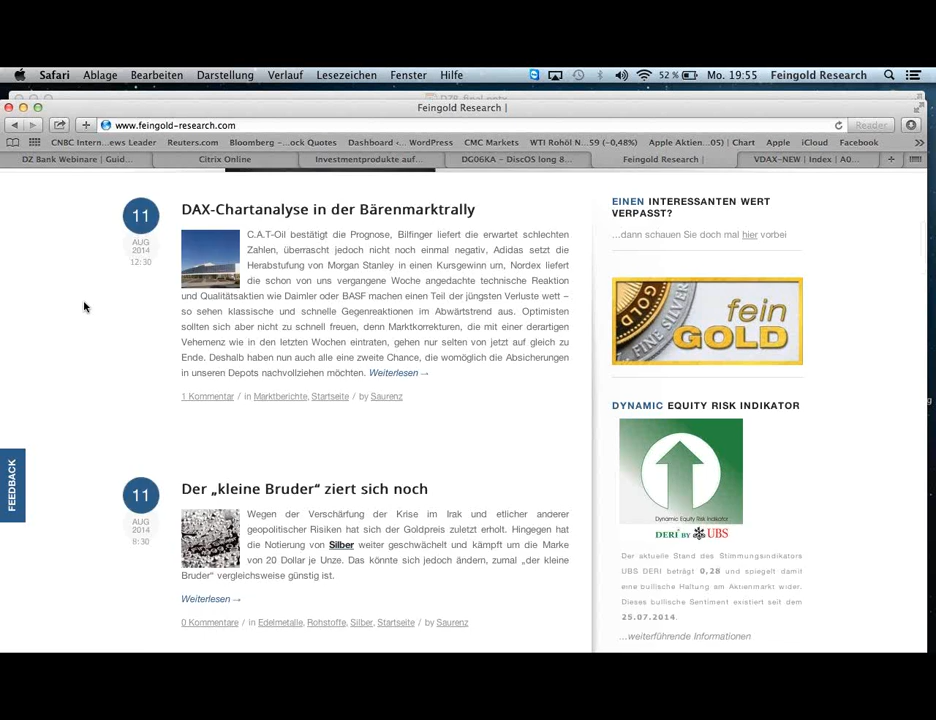 Safari Ablage Bearbeiten Darstellung Verlauf Lesezeichen Fenster Hilfe 52 % Mo. 19:55 Feingold Research
Feingold Research |
www.feingold-research.com Reader
CNBC Intern...ews Leader Reuters.com Bloomberg -...ock Quotes Dashboard ‹... WordPress CMC Markets WTI Rohöl N...59 (−0,48%) Apple Aktien...05) | Chart Apple iCloud Facebook
DZ Bank Webinare | Guid... Citrix Online Investmentprodukte auf... DG06KA – DiscOS long 8... Feingold Research | VDAX-NEW | Index | A0...
11
AUG
2014
12:30
DAX-Chartanalyse in der Bärenmarktrally
C.A.T-Oil bestätigt die Prognose, Bilfinger liefert die erwartet schlechten
Zahlen, überrascht jedoch nicht noch einmal negativ, Adidas setzt die
Herabstufung von Morgan Stanley in einen Kursgewinn um, Nordex liefert
die schon von uns vergangene Woche angedachte technische Reaktion
und Qualitätsaktien wie Daimler oder BASF machen einen Teil der jüngsten Verluste wett –
so sehen klassische und schnelle Gegenreaktionen im Abwärtstrend aus. Optimisten
sollten sich aber nicht zu schnell freuen, denn Marktkorrekturen, die mit einer derartigen
Vehemenz wie in den letzten Wochen eintraten, gehen nur selten von jetzt auf gleich zu
Ende. Deshalb haben nun auch alle eine zweite Chance, die womöglich die Absicherungen
in unseren Depots nachvollziehen möchten. Weiterlesen →
1 Kommentar / in Marktberichte, Startseite / by Saurenz
FEEDBACK
11
AUG
2014
8:30
Der „kleine Bruder“ ziert sich noch
Wegen der Verschärfung der Krise im Irak und etlicher anderer
geopolitischer Risiken hat sich der Goldpreis zuletzt erholt. Hingegen hat
die Notierung von Silber weiter geschwächelt und kämpft um die Marke
von 20 Dollar je Unze. Das könnte sich jedoch ändern, zumal „der kleine
Bruder“ vergleichsweise günstig ist.
Weiterlesen →
0 Kommentare / in Edelmetalle, Rohstoffe, Silber, Startseite / by Saurenz
EINEN INTERESSANTEN WERT
VERPASST?
...dann schauen Sie doch mal hier vorbei
FINE SILVER
fein
GOLD
DYNAMIC EQUITY RISK INDIKATOR
Dynamic Equity Risk Indikator
DERI BY UBS
Der aktuelle Stand des Stimmungsindikators
UBS DERI beträgt 0,28 und spiegelt damit
eine bullische Haltung am Aktienmarkt wider.
Dieses bullische Sentiment existiert seit dem
25.07.2014.
...weiterführende Informationen